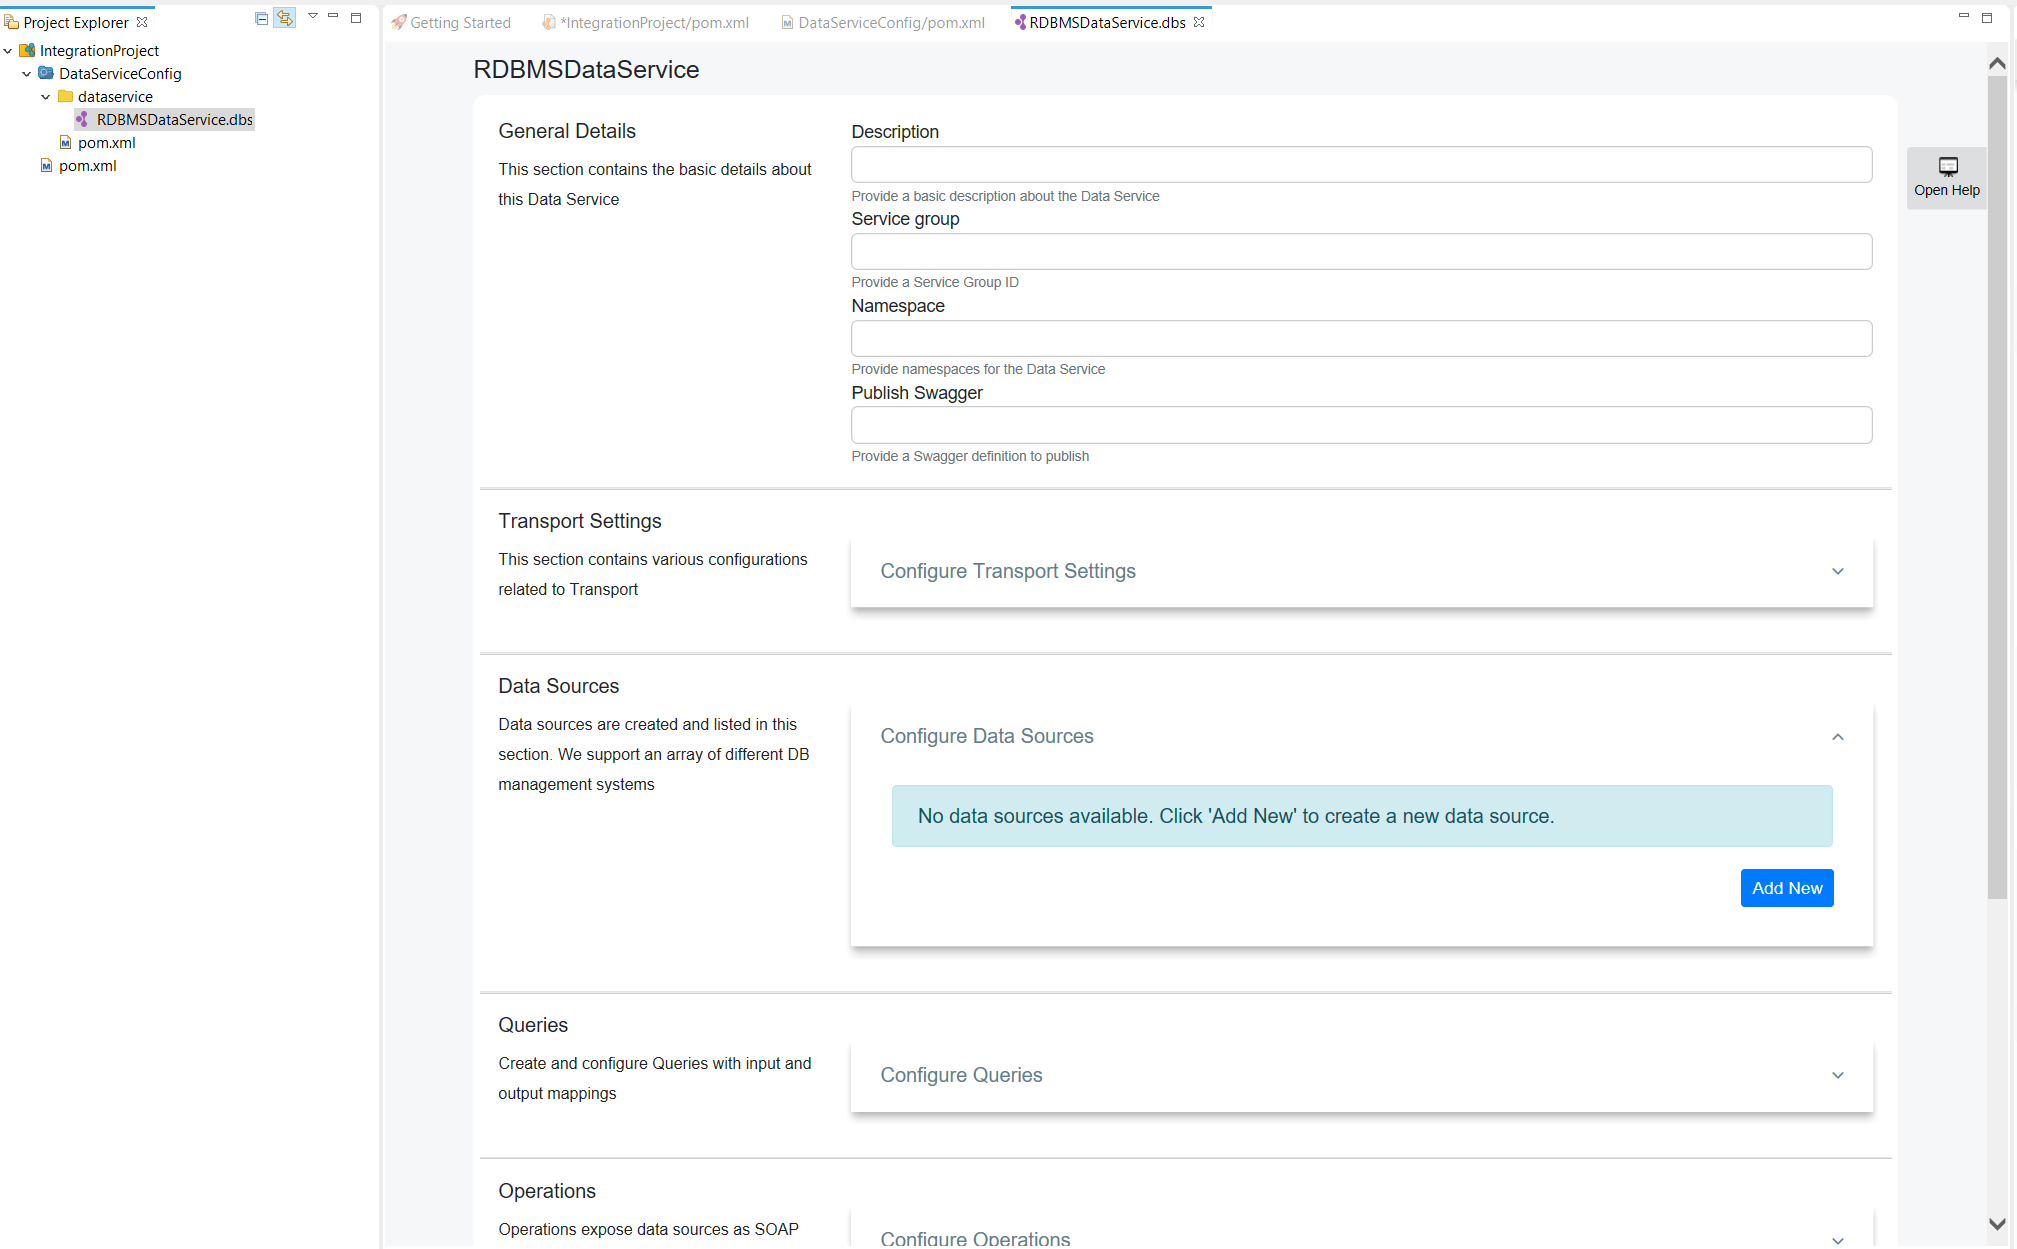 Project Explorer
IntegrationProject
DataServiceConfig
dataservice
RDBMSDataService.dbs
pom.xml
pom.xml
Getting Started
*IntegrationProject/pom.xml
DataServiceConfig/pom.xml
RDBMSDataService.dbs
RDBMSDataService
General Details
This section contains the basic details about
this Data Service
Description
Provide a basic description about the Data Service
Service group
Provide a Service Group ID
Namespace
Provide namespaces for the Data Service
Publish Swagger
Provide a Swagger definition to publish
Open Help
Transport Settings
This section contains various configurations
related to Transport
Configure Transport Settings
Data Sources
Data sources are created and listed in this
section. We support an array of different DB
management systems
Configure Data Sources
No data sources available. Click 'Add New' to create a new data source.
Add New
Queries
Create and configure Queries with input and
output mappings
Configure Queries
Operations
Operations expose data sources as SOAP
Configure Operations